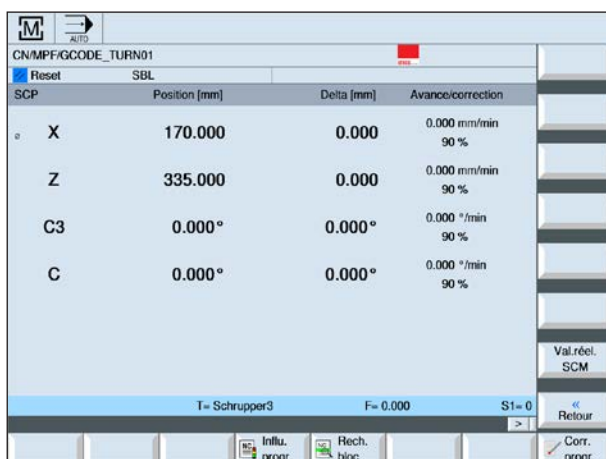 M
AUTO
CN/MPF/GCODE_TURN01
Reset SBL
SCP Position [mm] Delta [mm] Avance/correction
ø X 170.000 0.000 0.000 mm/min
90 %
Z 335.000 0.000 0.000 mm/min
90 %
C3 0.000° 0.000° 0.000 °/min
90 %
C 0.000° 0.000° 0.000 °/min
90 %
Val.réel.
SCM
T= Schrupper3 F= 0.000 S1= 0
«
Retour
>
NC Influ.
progr.
NC Rech.
bloc
Corr.
progr.